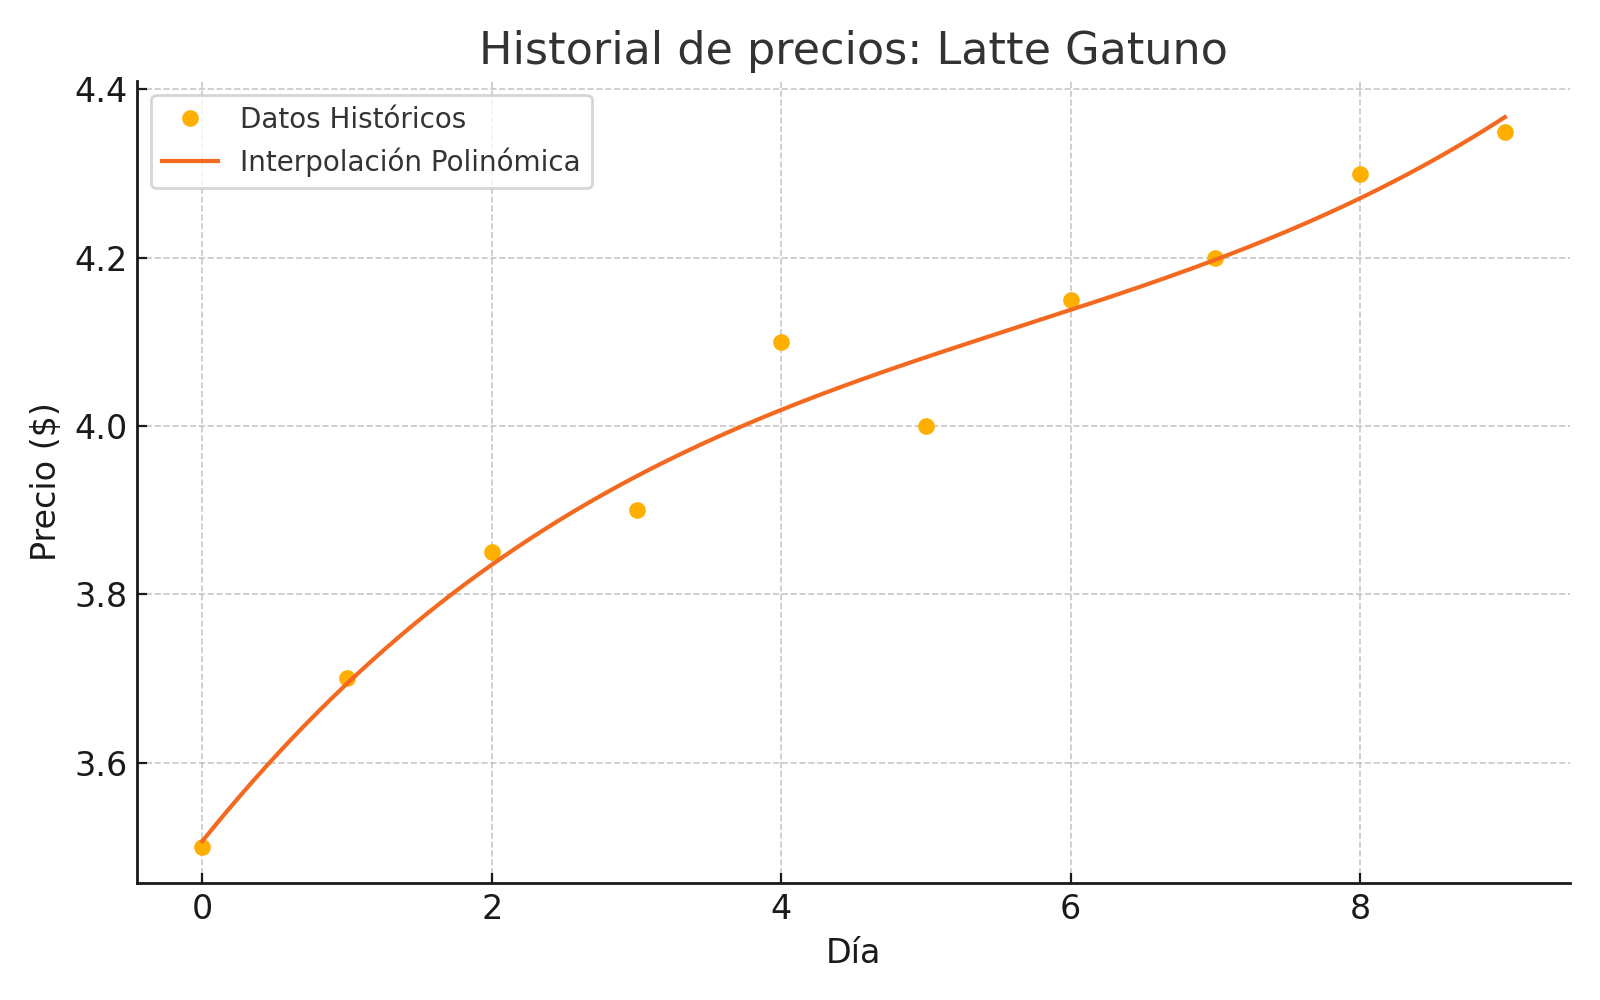 Historial de precios: Latte Gatuno
Datos Históricos
Interpolación Polinómica
Precio ($)
4.4
4.2
4.0
3.8
3.6
0 2 4 6 8
Día